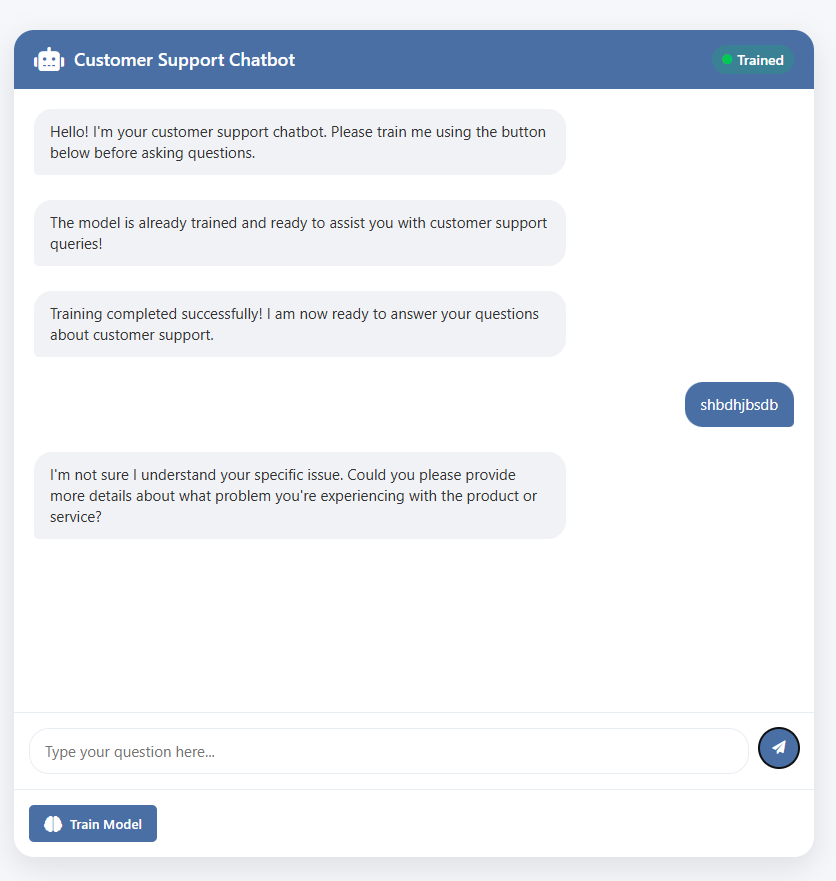 Customer Support Chatbot
Trained
Hello! I'm your customer support chatbot. Please train me using the button
below before asking questions.
The model is already trained and ready to assist you with customer support
queries!
Training completed successfully! I am now ready to answer your questions
about customer support.
shbdhjbsdb
I'm not sure I understand your specific issue. Could you please provide
more details about what problem you're experiencing with the product or
service?
Type your question here...
Train Model